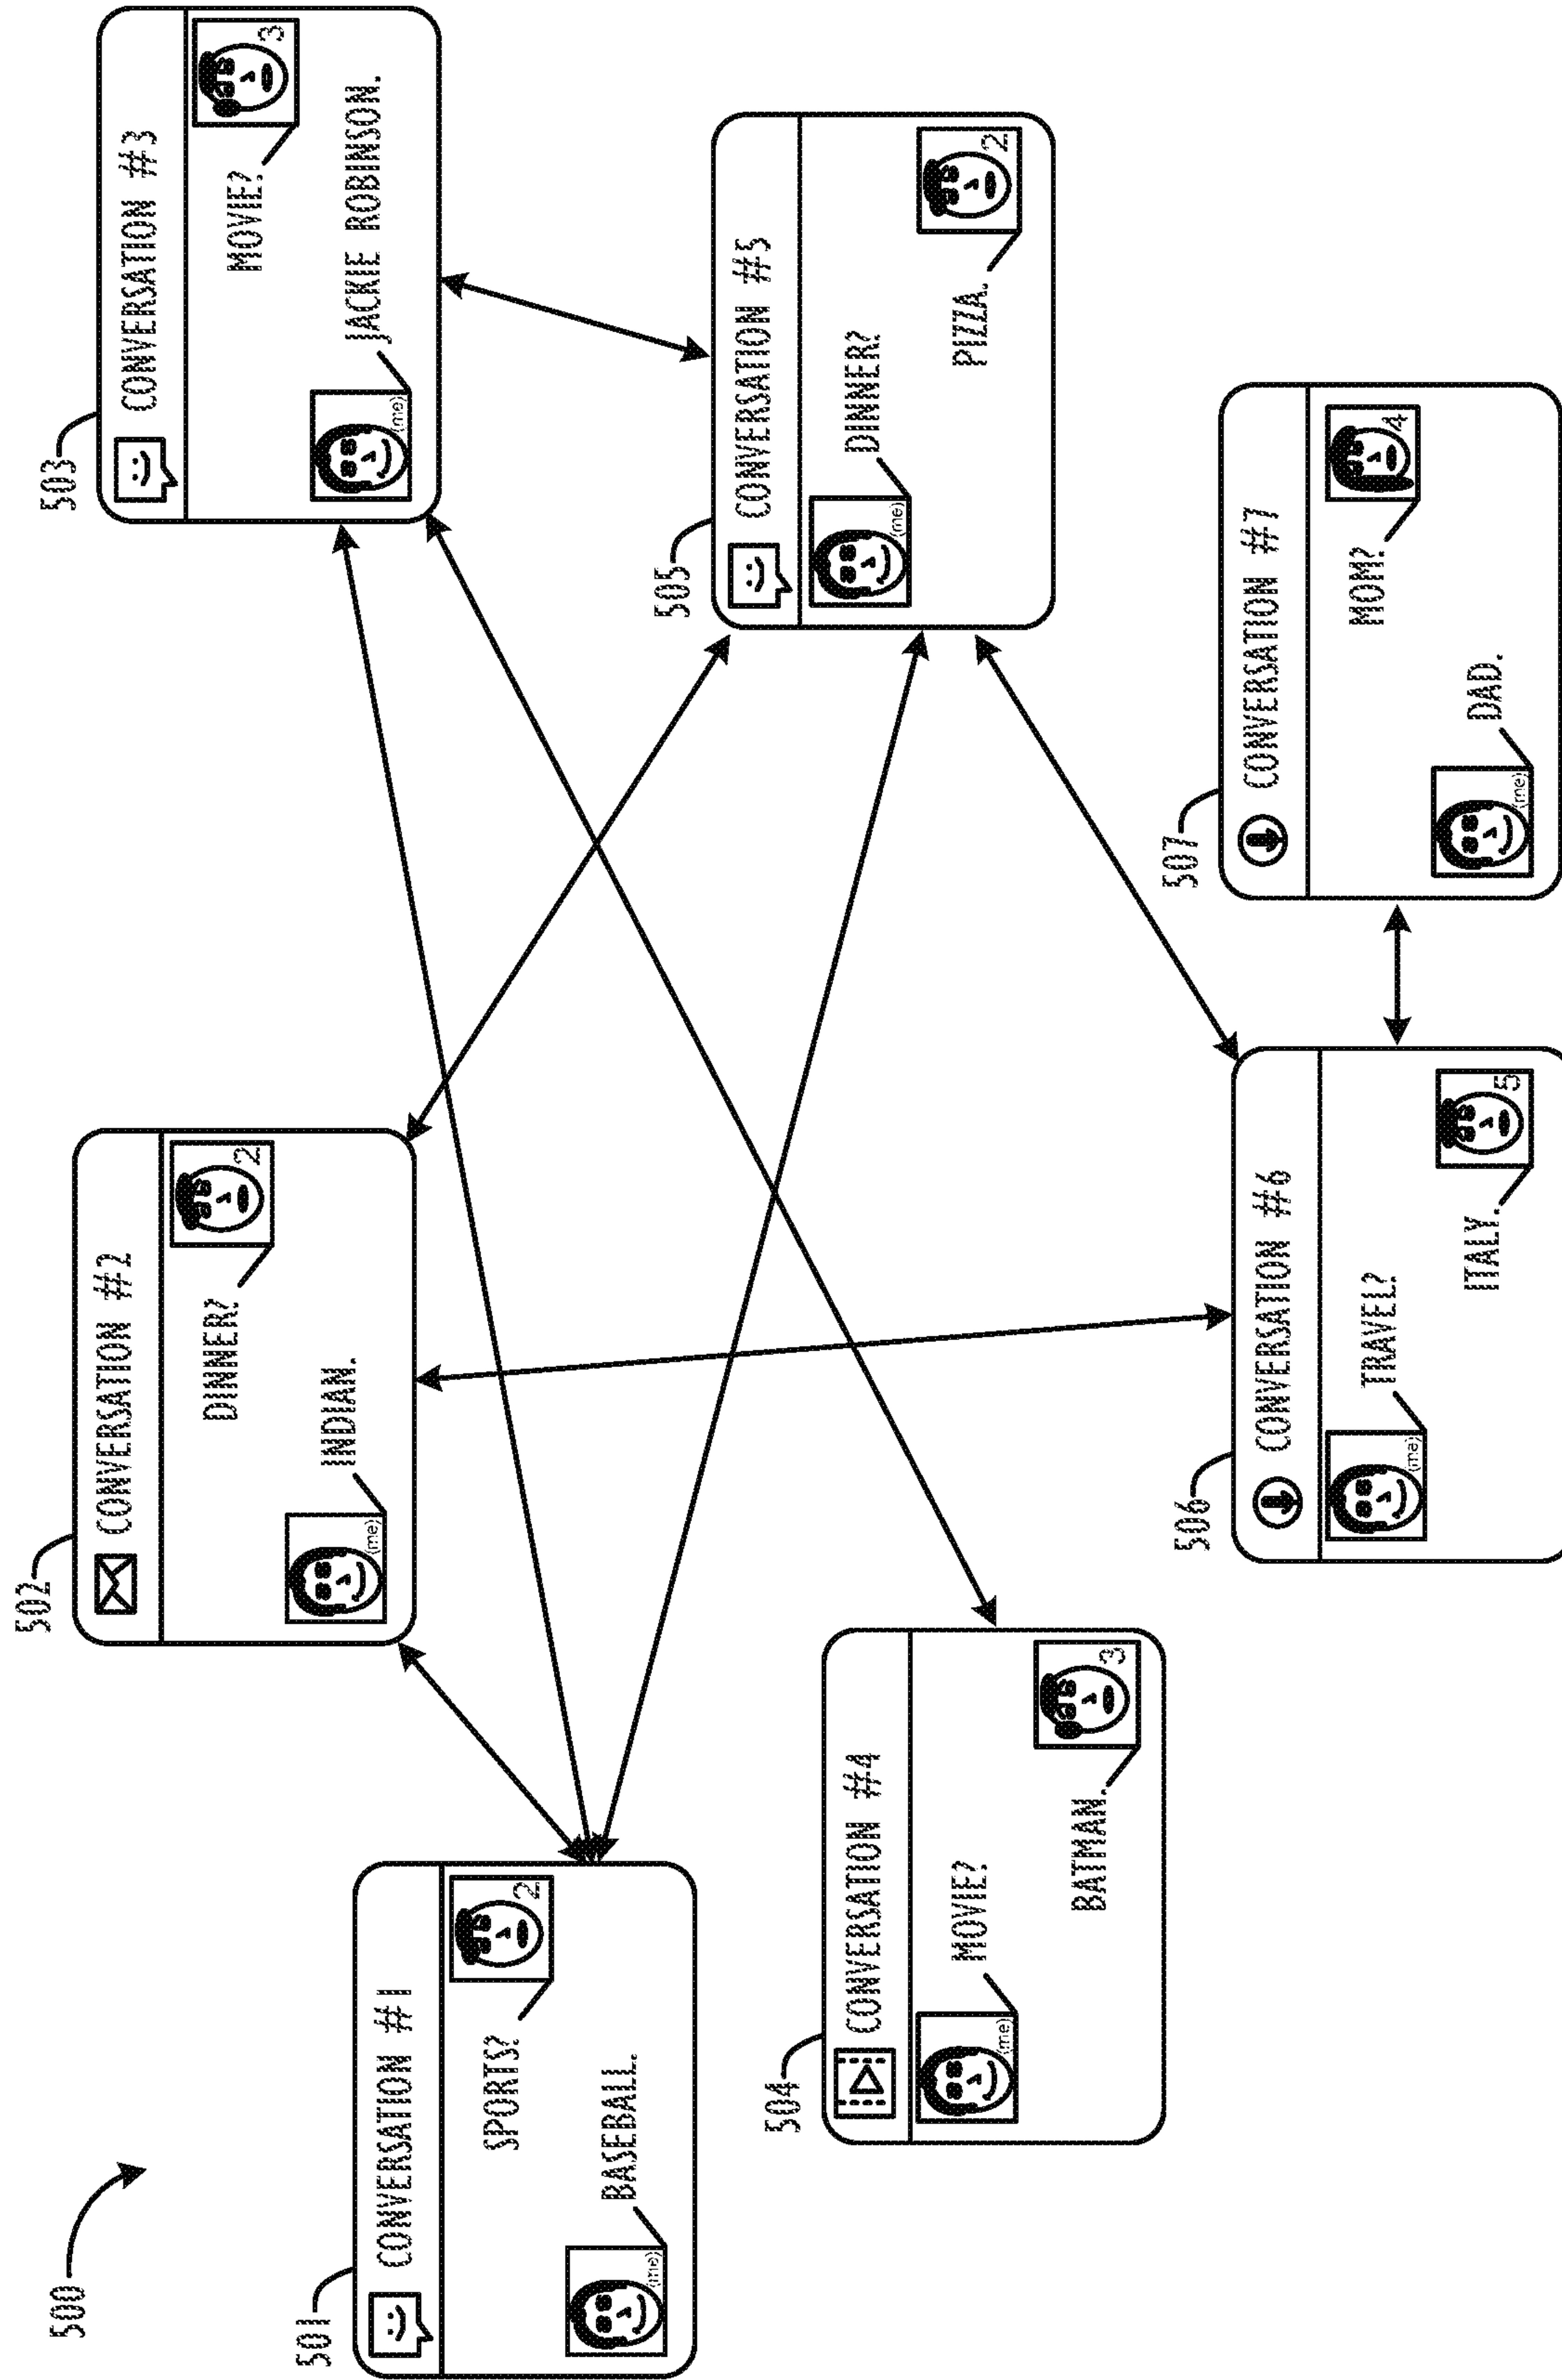 500
501
CONVERSATION #1
SPORTS?
2
BASEBALL.
(me)
502
CONVERSATION #2
DINNER?
2
INDIAN.
(me)
503
CONVERSATION #3
MOVIE?
3
JACKIE ROBINSON.
(me)
504
CONVERSATION #4
MOVIE?
(me)
BATMAN.
3
505
CONVERSATION #5
DINNER?
(me)
PIZZA.
2
506
CONVERSATION #6
TRAVEL?
(me)
ITALY.
5
507
CONVERSATION #7
MOM?
4
DAD.
(me)